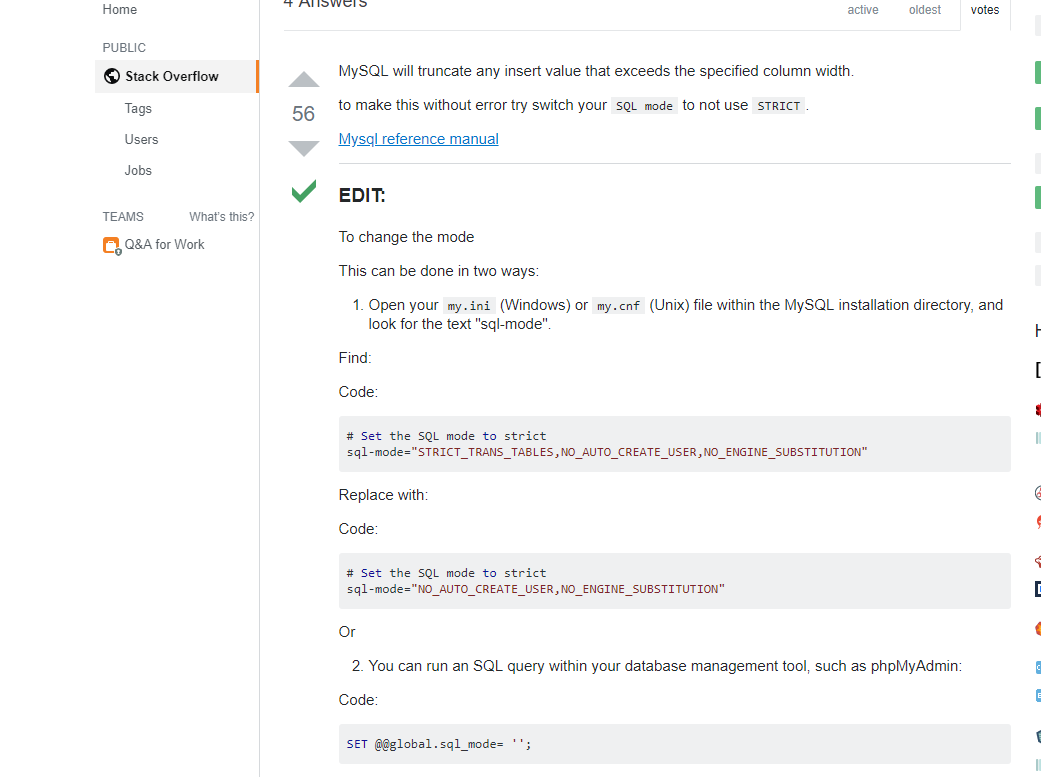 Home
PUBLIC
Stack Overflow
Tags
Users
Jobs
TEAMS What's this?
Q&A for Work
4 Answers
active oldest votes
56
MySQL will truncate any insert value that exceeds the specified column width.
to make this without error try switch your SQL mode to not use STRICT.
Mysql reference manual
EDIT:
To change the mode
This can be done in two ways:
1. Open your my.ini (Windows) or my.cnf (Unix) file within the MySQL installation directory, and
look for the text "sql-mode".
Find:
Code:
# Set the SQL mode to strict
sql-mode="STRICT_TRANS_TABLES,NO_AUTO_CREATE_USER,NO_ENGINE_SUBSTITUTION"
Replace with:
Code:
# Set the SQL mode to strict
sql-mode="NO_AUTO_CREATE_USER,NO_ENGINE_SUBSTITUTION"
Or
2. You can run an SQL query within your database management tool, such as phpMyAdmin:
Code:
SET @@global.sql_mode= '';